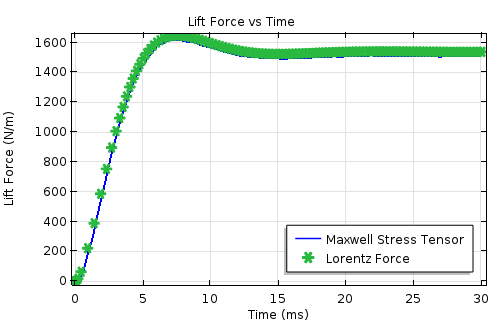 Lift Force vs Time
1600
1400
1200
1000
800
600
400
200
0
Lift Force (N/m)
Maxwell Stress Tensor
Lorentz Force
0 5 10 15 20 25 30
Time (ms)